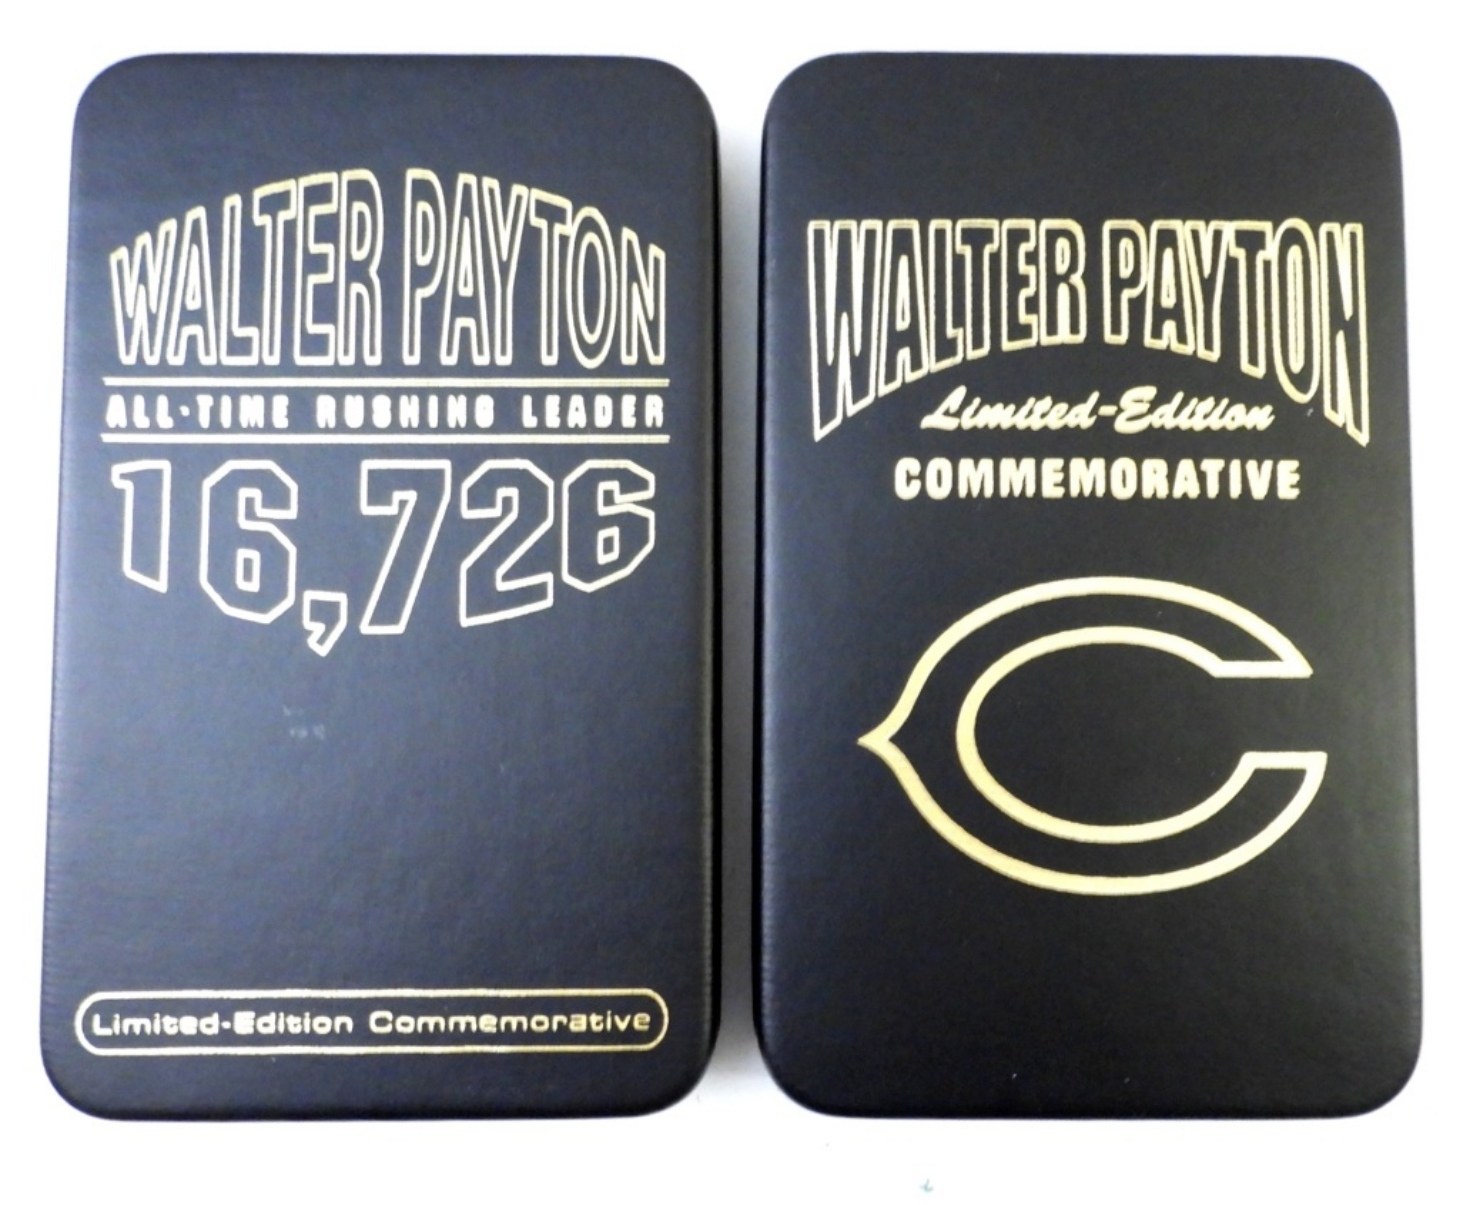 WALTER PAYTON
ALL-TIME RUSHING LEADER
16,726
Limited-Edition Commemorative
WALTER PAYTON
Limited-Edition
COMMEMORATIVE
C